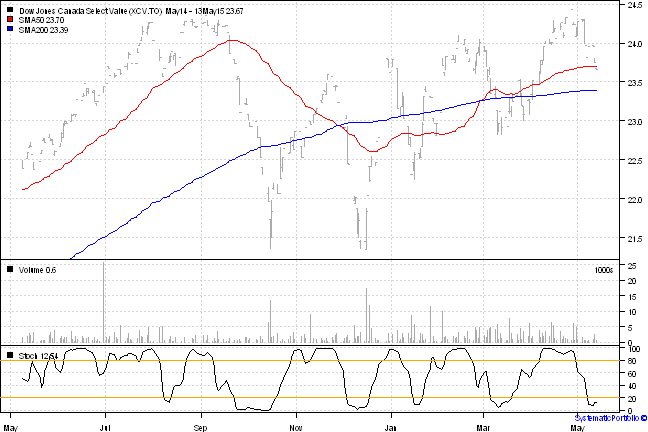 Dow Jones Canada Select Value (XCV.TO) May14 - 13May15 23.67
SMA50 23.70
SMA200 23.39
24.5
24.0
23.5
23.0
22.5
22.0
21.5
Volume 0.6
1000s
25
20
15
10
5
0
Stoch 12.54
100
80
60
40
20
0
SystematicPortfolio ©
May Jul Sep Nov Jan Mar May